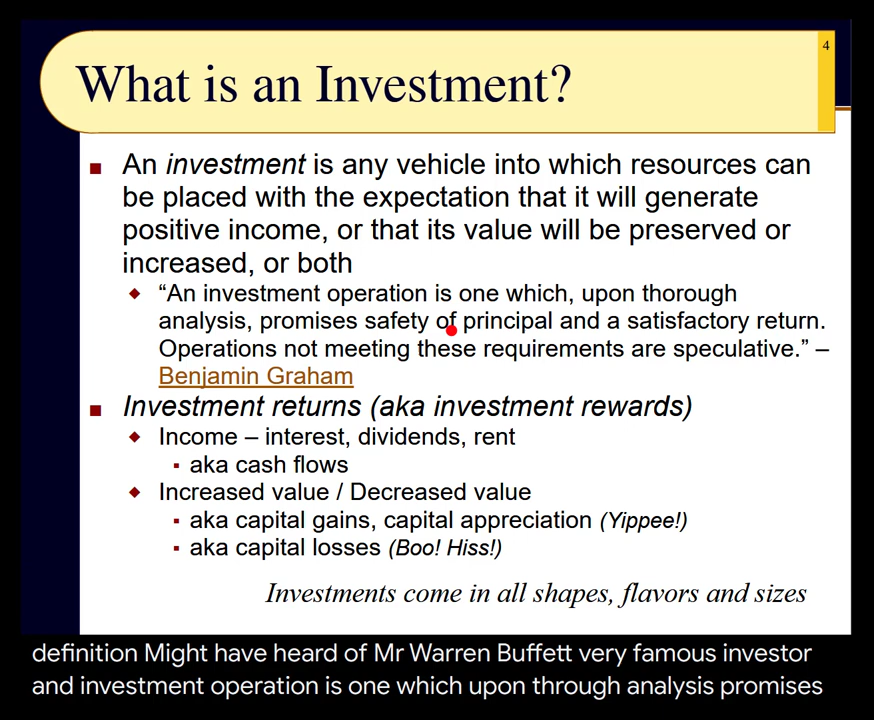 4
What is an Investment?
An investment is any vehicle into which resources can
be placed with the expectation that it will generate
positive income, or that its value will be preserved or
increased, or both
“An investment operation is one which, upon thorough
analysis, promises safety of principal and a satisfactory return.
Operations not meeting these requirements are speculative.” –
Benjamin Graham
Investment returns (aka investment rewards)
Income – interest, dividends, rent
aka cash flows
Increased value / Decreased value
aka capital gains, capital appreciation (Yippee!)
aka capital losses (Boo! Hiss!)
Investments come in all shapes, flavors and sizes
definition Might have heard of Mr Warren Buffett very famous investor
and investment operation is one which upon through analysis promises